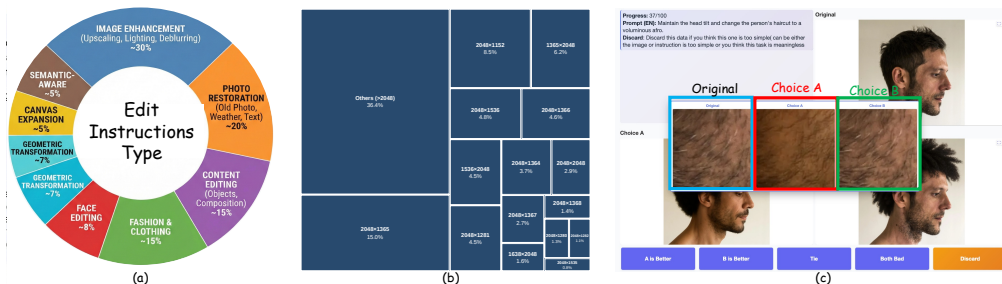 IMAGE ENHANCEMENT
(Upscaling, Lighting, Deblurring)
~30%
PHOTO
RESTORATION
(Old Photo,
Weather, Text)
~20%
CONTENT
EDITING
(Objects,
Composition)
~15%
FASHION &
CLOTHING
~15%
FACE
EDITING
~8%
GEOMETRIC
TRANSFORMATION
~7%
GEOMETRIC
TRANSFORMATION
~7%
CANVAS
EXPANSION
~5%
SEMANTIC-
AWARE
~5%
Edit
Instructions
Type
(a)
Others (>2048)
36.4%
2048×1365
15.0%
2048×1152
8.5%
1365×2048
6.2%
2048×1536
4.8%
2048×1366
4.6%
1536×2048
4.5%
2048×1364
3.7%
2048×2048
2.9%
2048×1281
4.5%
2048×1367
2.7%
2048×1368
1.4%
1638×2048
1.6%
(b)
Progress: 37/100
Prompt (EN): Maintain the head tilt and change the person's haircut to a
voluminous afro.
Discard: Discard this data if you think this one is too simple( can be either
the image or instruction is too simple or you think this task is meaningless
Original
Original
Choice A
Choice B
Original
Choice A
Choice B
Choice A
A is Better
B is Better
Tie
Both Bad
Discard
(c)